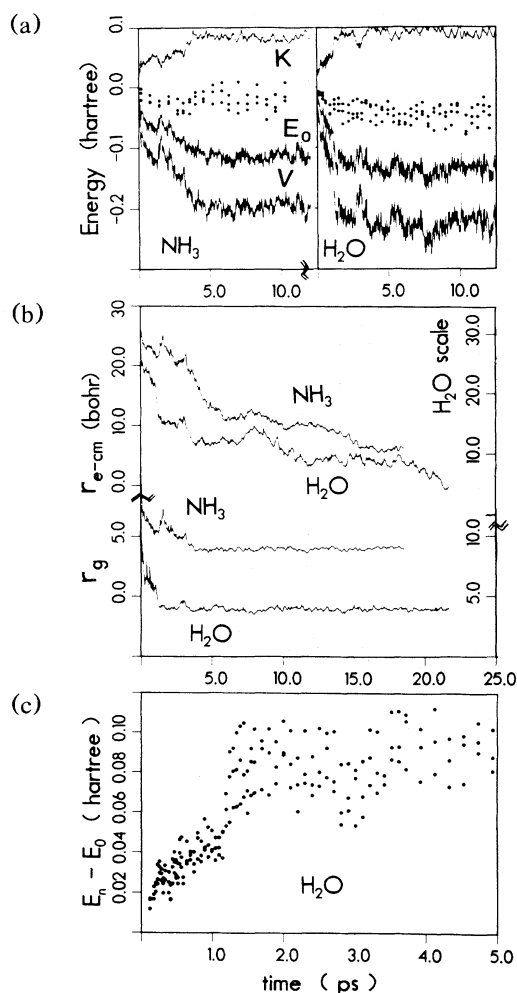 (a)
Energy (hartree)
0.1
0.0
-0.1
-0.2
K
E₀
V
NH₃
H₂O
5.0 10.0 5.0 10.0
(b)
r_e-cm (bohr)
r_g
30
20.0
10.0
0.0
5.0
0.0
NH₃
H₂O
NH₃
H₂O
H₂O scale
30.0
20.0
10.0
10.0
5.0
5.0 10.0 15.0 20.0 25.0
(c)
Eₙ − E₀ ( hartree )
0.10
0.08
0.06
0.04
0.02
H₂O
1.0 2.0 3.0 4.0 5.0
time ( ps )